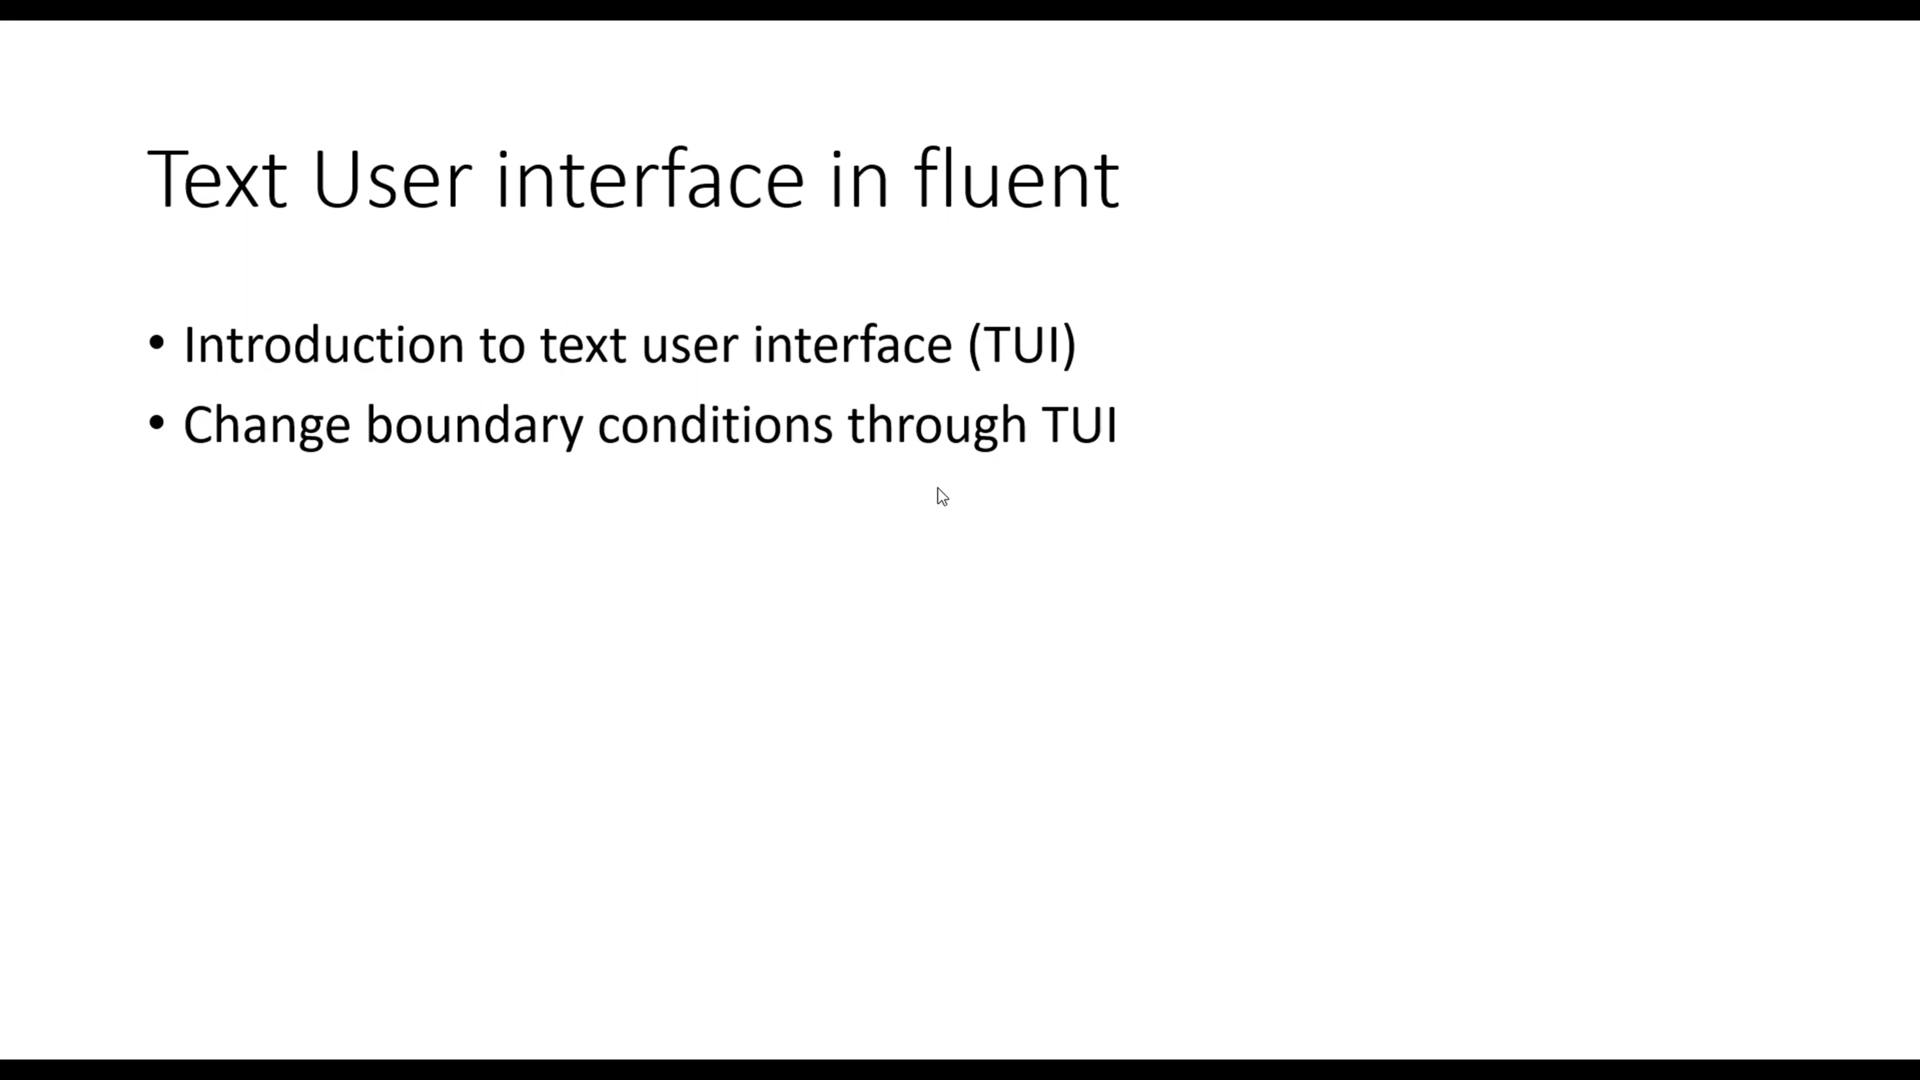 Text User interface in fluent
• Introduction to text user interface (TUI)
• Change boundary conditions through TUI